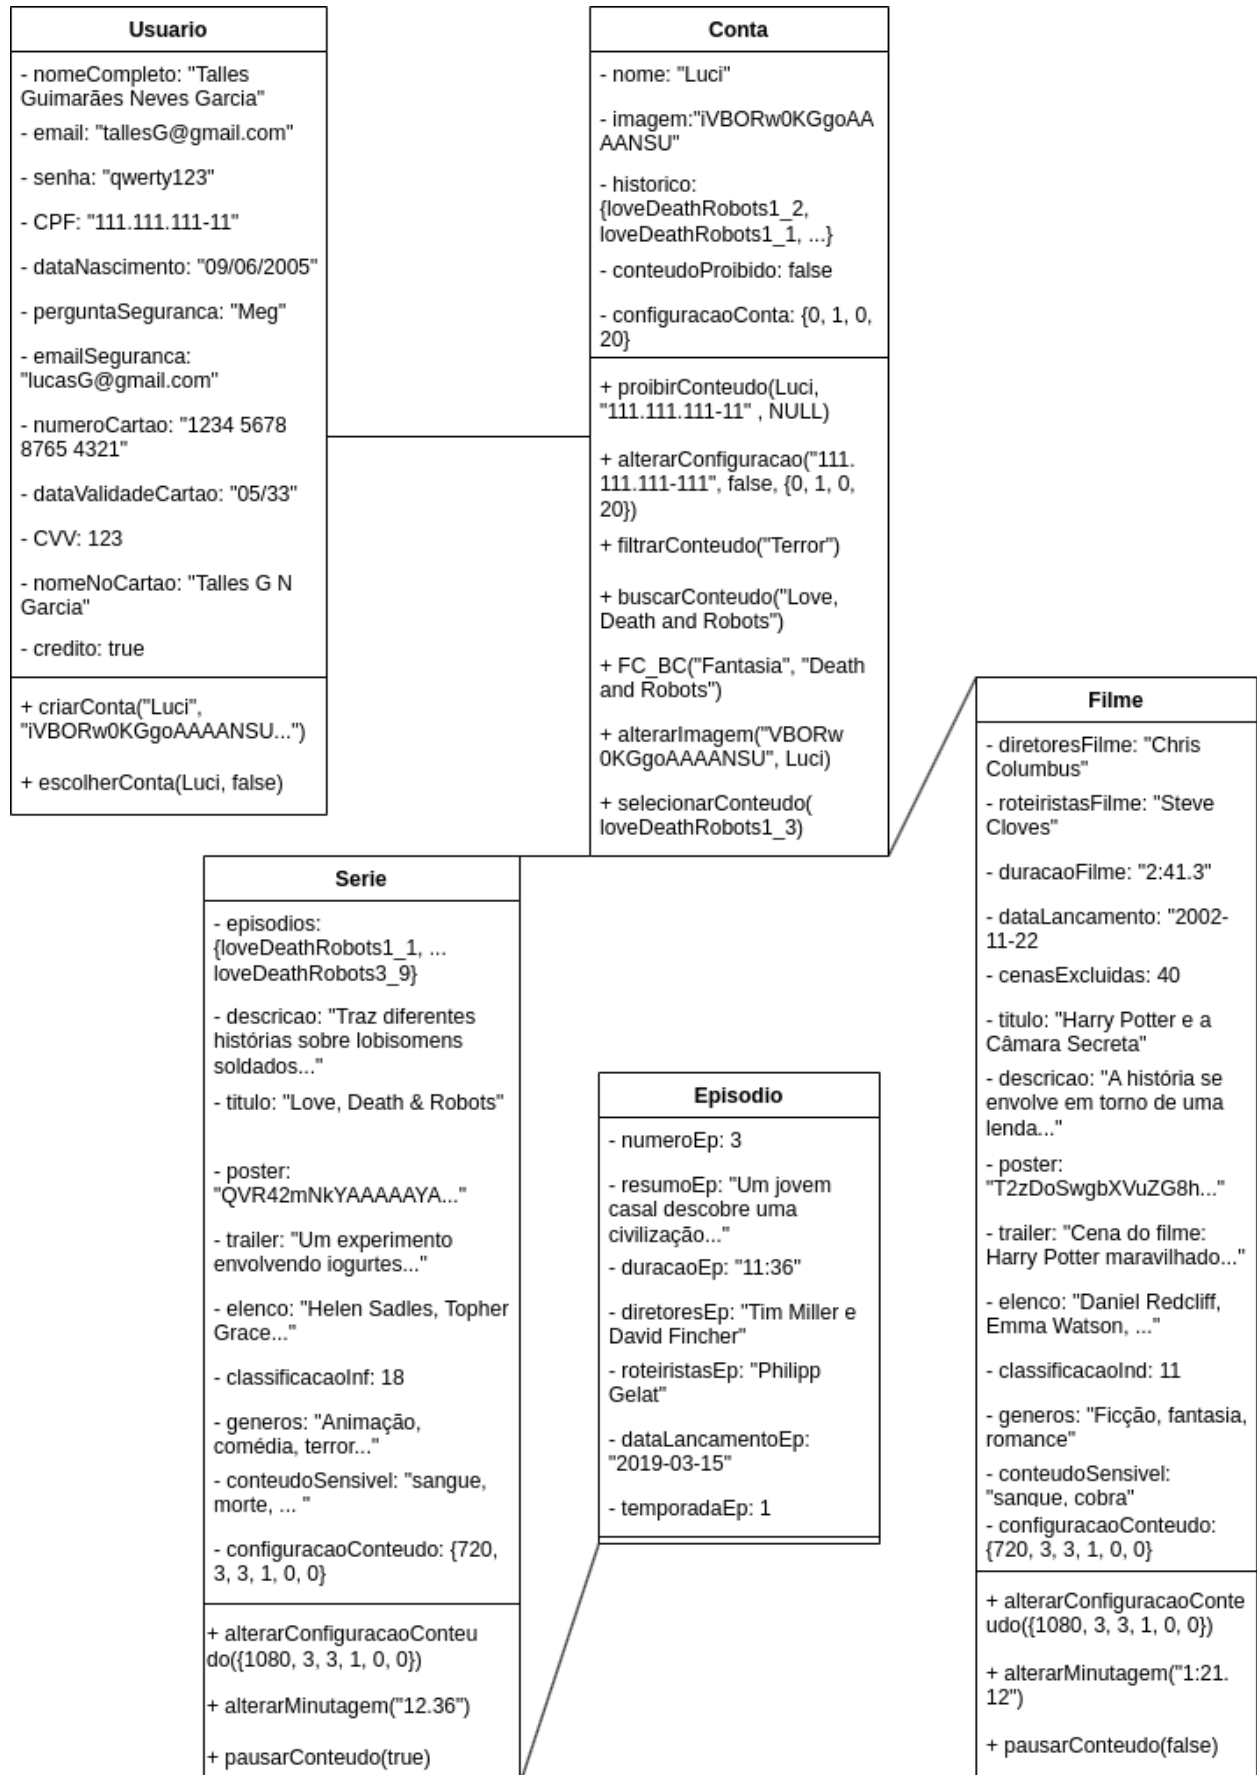 Usuario
- nomeCompleto: "Talles
Guimarães Neves Garcia"
- email: "tallesG@gmail.com"
- senha: "qwerty123"
- CPF: "111.111.111-11"
- dataNascimento: "09/06/2005"
- perguntaSeguranca: "Meg"
- emailSeguranca:
"lucasG@gmail.com"
- numeroCartao: "1234 5678
8765 4321"
- dataValidadeCartao: "05/33"
- CVV: 123
- nomeNoCartao: "Talles G N
Garcia"
- credito: true
+ criarConta("Luci",
"iVBORw0KGgoAAAANSU...")
+ escolherConta(Luci, false)
Conta
- nome: "Luci"
- imagem:"iVBORw0KGgoAA
AANSU"
- historico:
{loveDeathRobots1_2,
loveDeathRobots1_1, ...}
- conteudoProibido: false
- configuracaoConta: {0, 1, 0,
20}
+ proibirConteudo(Luci,
"111.111.111-11" , NULL)
+ alterarConfiguracao("111.
111.111-111", false, {0, 1, 0,
20})
+ filtrarConteudo("Terror")
+ buscarConteudo("Love,
Death and Robots")
+ FC_BC("Fantasia", "Death
and Robots")
+ alterarImagem("VBORw
0KGgoAAAANSU", Luci)
+ selecionarConteudo(
loveDeathRobots1_3)
Serie
- episodios:
{loveDeathRobots1_1, ...
loveDeathRobots3_9}
- descricao: "Traz diferentes
histórias sobre lobisomens
soldados..."
- titulo: "Love, Death & Robots"
- poster:
"QVR42mNkYAAAAAYA..."
- trailer: "Um experimento
envolvendo iogurtes..."
- elenco: "Helen Sadles, Topher
Grace..."
- classificacaoInf: 18
- generos: "Animação,
comédia, terror..."
- conteudoSensivel: "sangue,
morte, ... "
- configuracaoConteudo: {720,
3, 3, 1, 0, 0}
+ alterarConfiguracaoConteu
do({1080, 3, 3, 1, 0, 0})
+ alterarMinutagem("12.36")
+ pausarConteudo(true)
Episodio
- numeroEp: 3
- resumoEp: "Um jovem
casal descobre uma
civilização..."
- duracaoEp: "11:36"
- diretoresEp: "Tim Miller e
David Fincher"
- roteiristasEp: "Philipp
Gelat"
- dataLancamentoEp:
"2019-03-15"
- temporadaEp: 1
Filme
- diretoresFilme: "Chris
Columbus"
- roteiristasFilme: "Steve
Cloves"
- duracaoFilme: "2:41.3"
- dataLancamento: "2002-
11-22
- cenasExcluidas: 40
- titulo: "Harry Potter e a
Câmara Secreta"
- descricao: "A história se
envolve em torno de uma
lenda..."
- poster:
"T2zDoSwgbXVuZG8h..."
- trailer: "Cena do filme:
Harry Potter maravilhado..."
- elenco: "Daniel Redcliff,
Emma Watson, ..."
- classificacaoInd: 11
- generos: "Ficção, fantasia,
romance"
- conteudoSensivel:
"sangue, cobra"
- configuracaoConteudo:
{720, 3, 3, 1, 0, 0}
+ alterarConfiguracaoConte
udo({1080, 3, 3, 1, 0, 0})
+ alterarMinutagem("1:21.
12")
+ pausarConteudo(false)